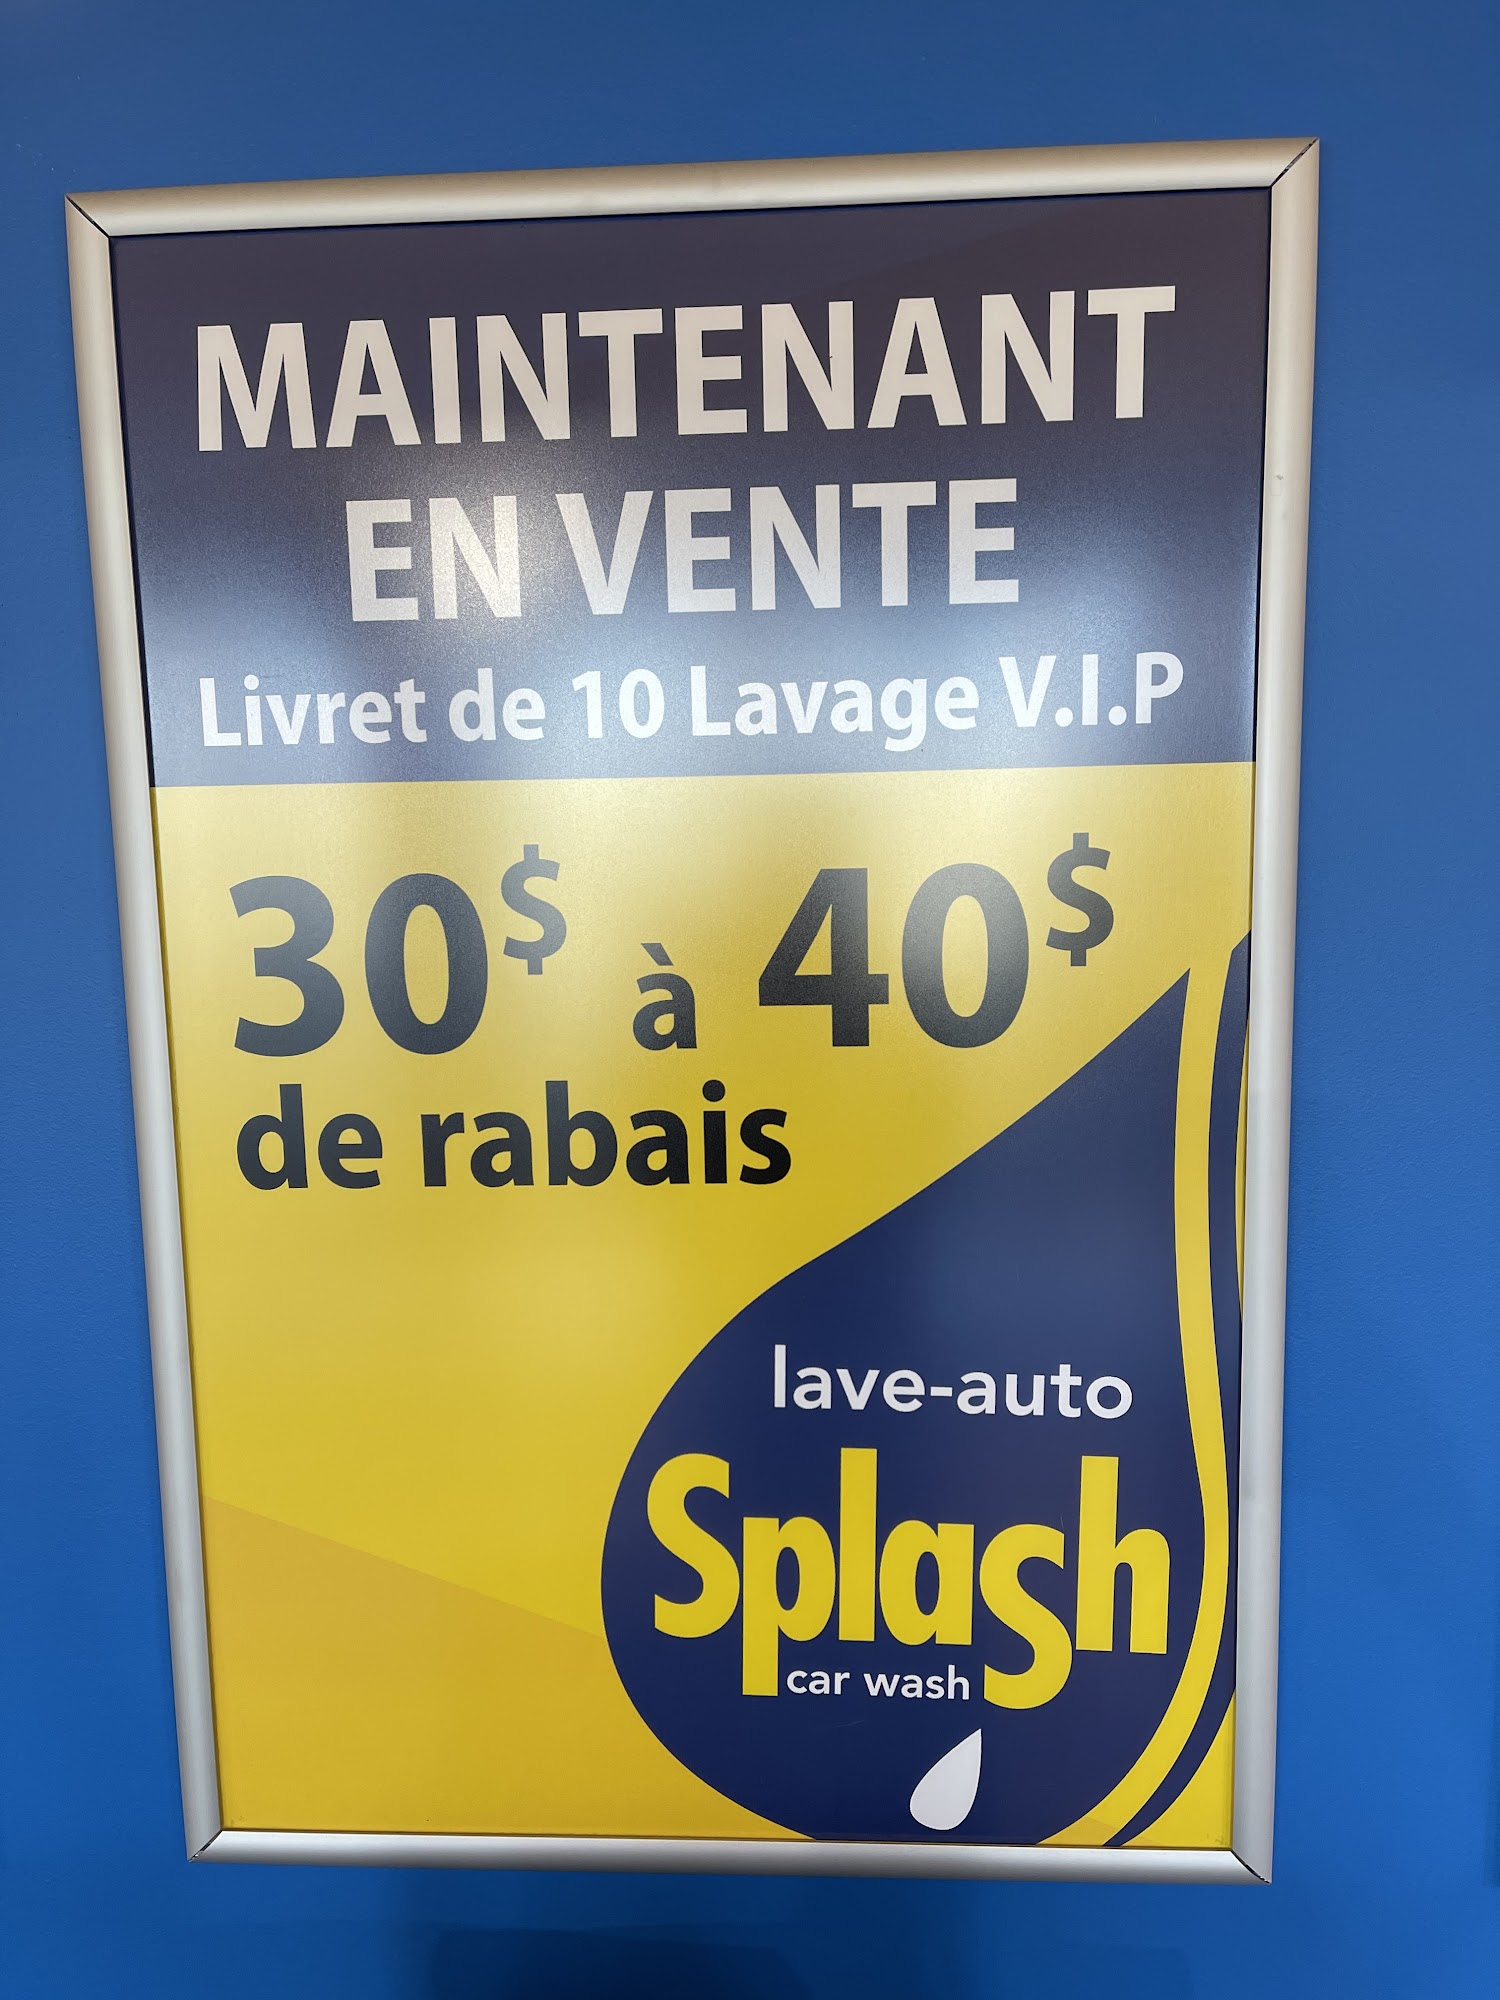 MAINTENANT
EN VENTE
Livret de 10 Lavage V.I.P
30$ à 40$
de rabais
lave-auto
Splash
car wash